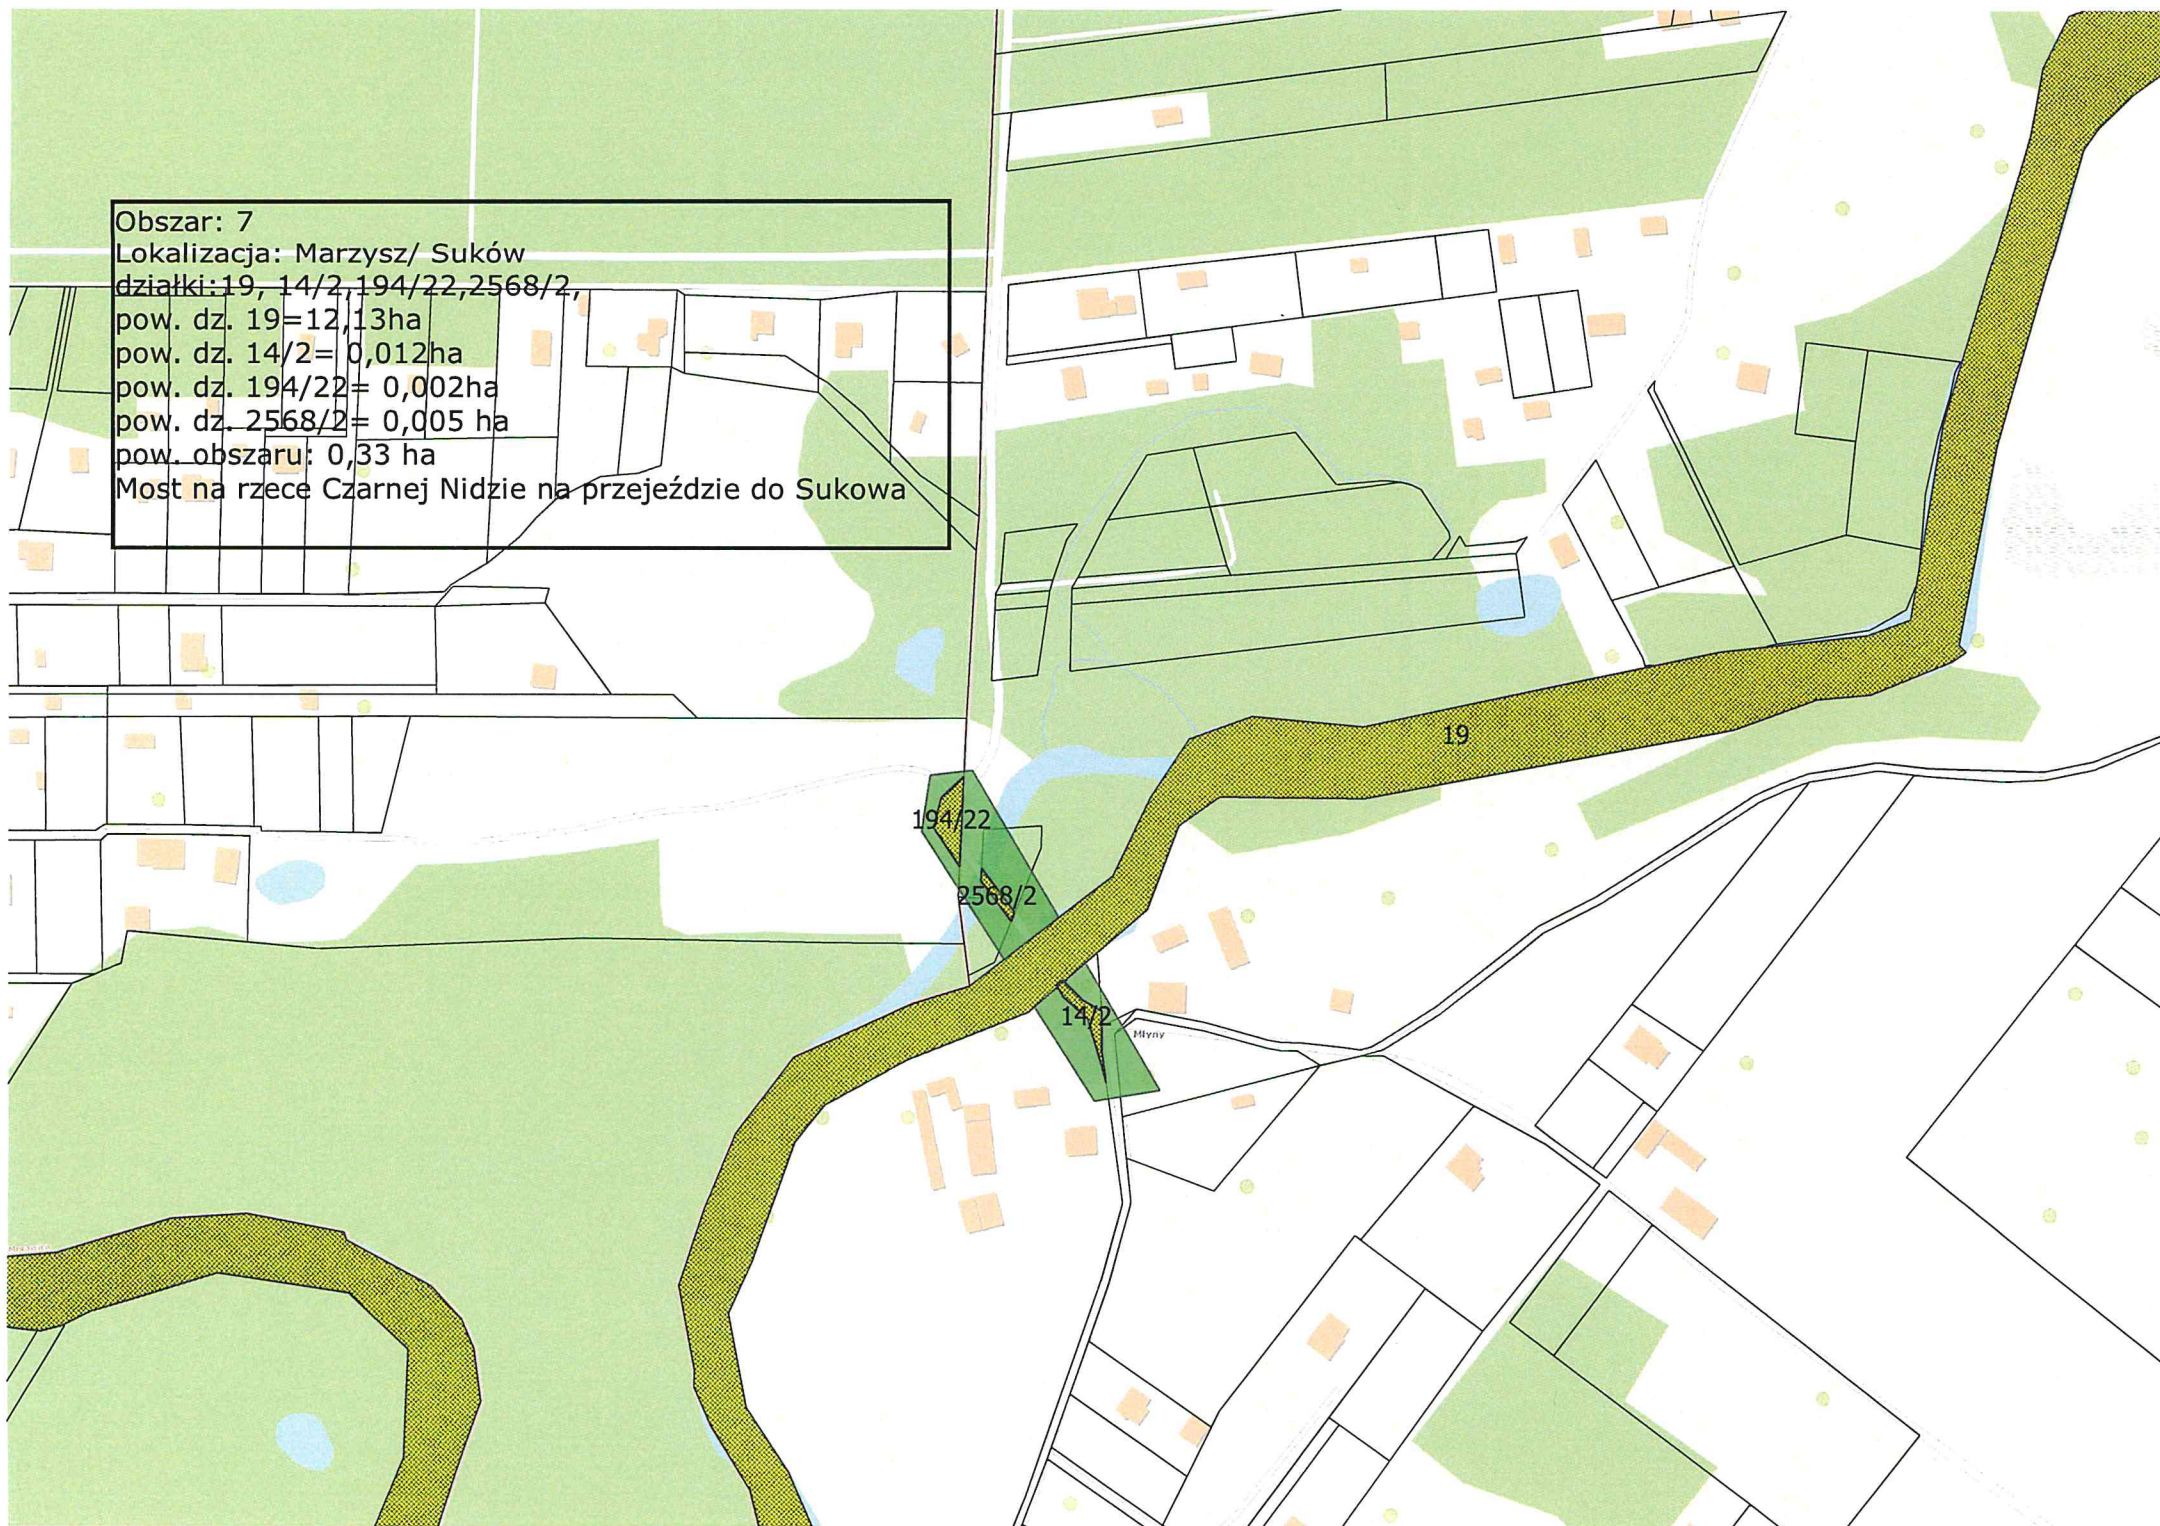 Obszar: 7
Lokalizacja: Marzysz/ Suków
działki:19, 14/2,194/22,2568/2,
pow. dz. 19=12,13ha
pow. dz. 14/2= 0,012ha
pow. dz. 194/22= 0,002ha
pow. dz. 2568/2= 0,005 ha
pow. obszaru: 0,33 ha
Most na rzece Czarnej Nidzie na przejeździe do Sukowa
19
194/22
2568/2
14/2
Młyny